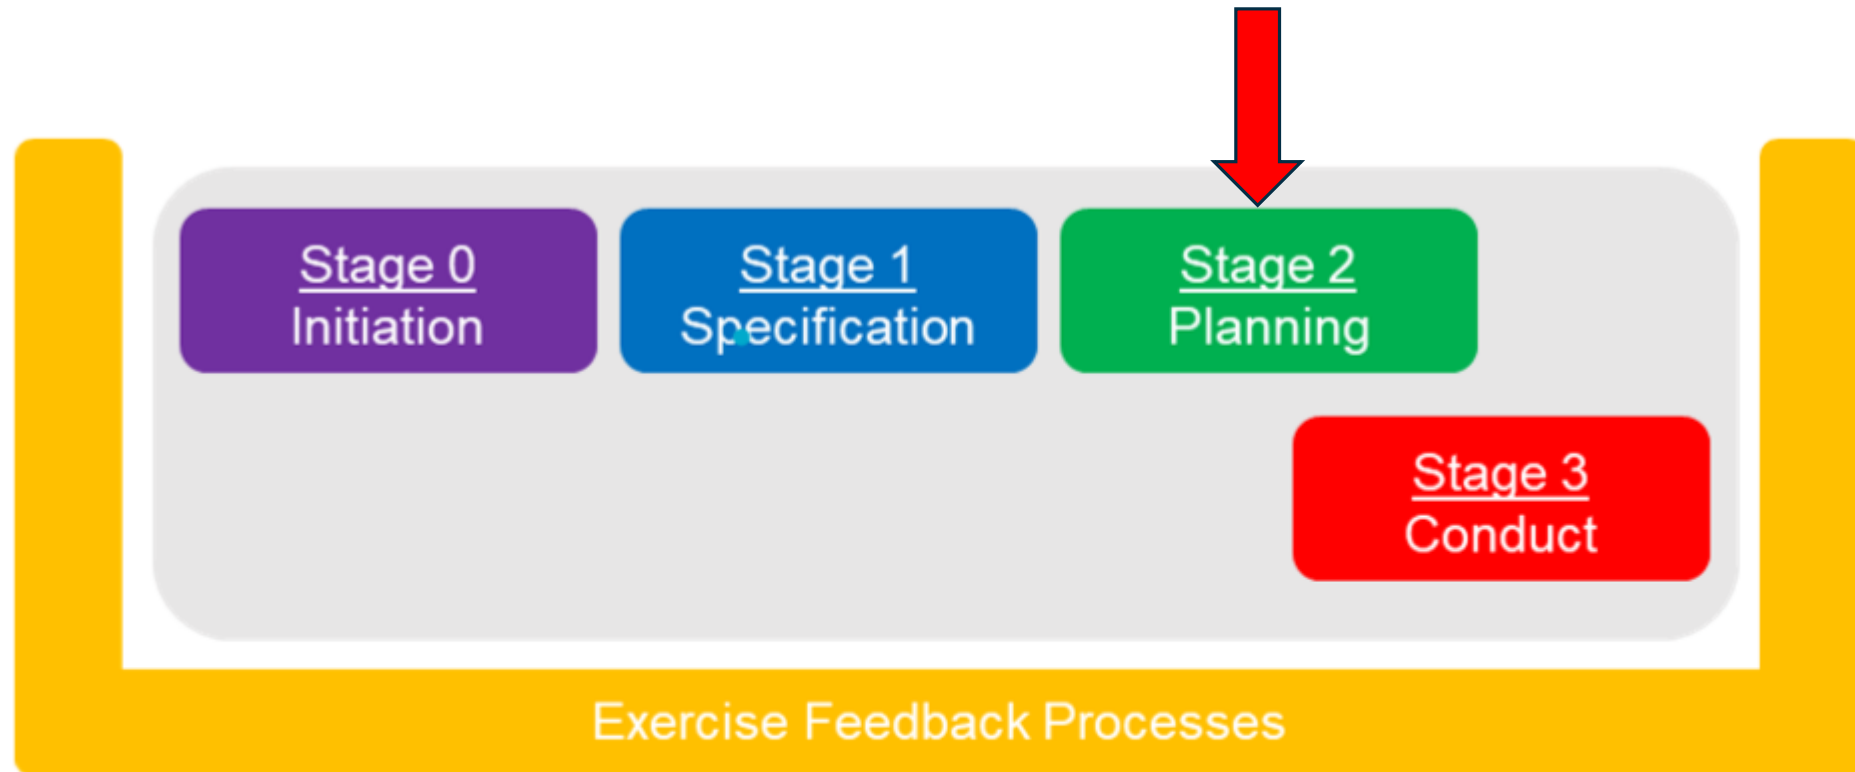 Stage 0
Initiation
Stage 1
Specification
Stage 2
Planning
Stage 3
Conduct
Exercise Feedback Processes